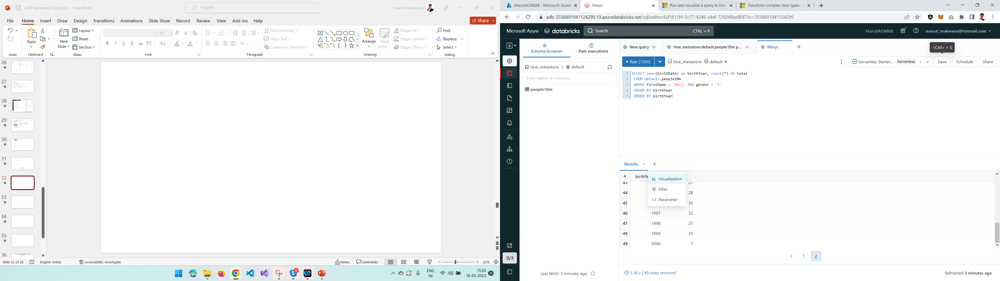 ADB Serverless SQL pool - PowerPoint
Search
maruti makwana
File Home Insert Draw Design Transitions Animations Slide Show Record Review View Add-ins Help
Share
Paste
New Slide
Layout
Reset
Section
18
Text Direction
Align Text
Convert to SmartArt
Arrange
Quick Styles
Shape Fill
Shape Outline
Shape Effects
Find
Replace
Select
Undo
Clipboard
Slides
Font
Paragraph
Drawing
Editing
26
27
28
29
30
31
32
33
34
35
36
Slide 32 of 38
English (India)
Accessibility: Investigate
Notes
Comments
82%
4
ENG
IN
15:20
18-03-2023
21
MarutiADB888 - Microsoft Azure
Marys
Run and visualize a query in Data
Transform complex data types - A
adb-3556891941124299.19.azuredatabricks.net/sql/editor/6d1811f4-5c77-4246-a4ef-729248ee8fd7?o=3556891941124299
Microsoft Azure
databricks
Search
CTRL + P
MarutiADB888
maruti_makwana@hotmail.com
S
Schema browser
Past executions
New query
hive_metastore.default.people10m p...
Marys
<Ctrl> + S
hive_metastore > default
Filter tables & columns...
people10m
Run (1000)
hive_metastore. default
Serverless Starter... Serverless S
Save
Schedule
Share
1 SELECT year(birthDate) as birthYear, count(*) AS total
2 FROM default.people10m
3 WHERE firstName = 'Mary' AND gender = 'F'
4 GROUP BY birthYear
5 ORDER BY birthYear
Results
# birthYe
Visualization
Filter
Parameter
43 27
44 28
45 35
46 1997 32
47 1998 27
48 1999 25
49 2000 1
1 2
0/3
Last fetch: 3 minutes ago
5.38 s | 49 rows returned
Refreshed 3 minutes ago